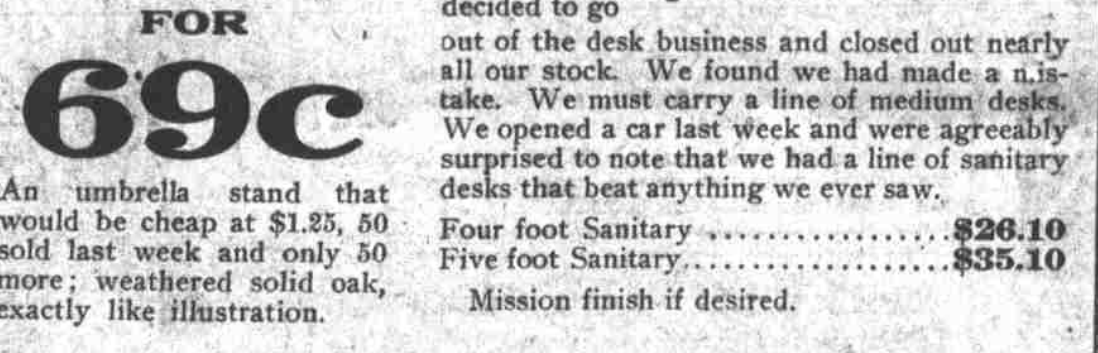 FOR
69c
An umbrella stand that
would be cheap at $1.25, 50
sold last week and only 50
more; weathered solid oak,
exactly like illustration.
decided to go
out of the desk business and closed out nearly
all our stock. We found we had made a n.is-
take. We must carry a line of medium desks.
We opened a car last week and were agreeably
surprised to note that we had a line of sanitary
desks that beat anything we ever saw.
Four foot Sanitary .................$26.10
Five foot Sanitary...................$35.10
Mission finish if desired.